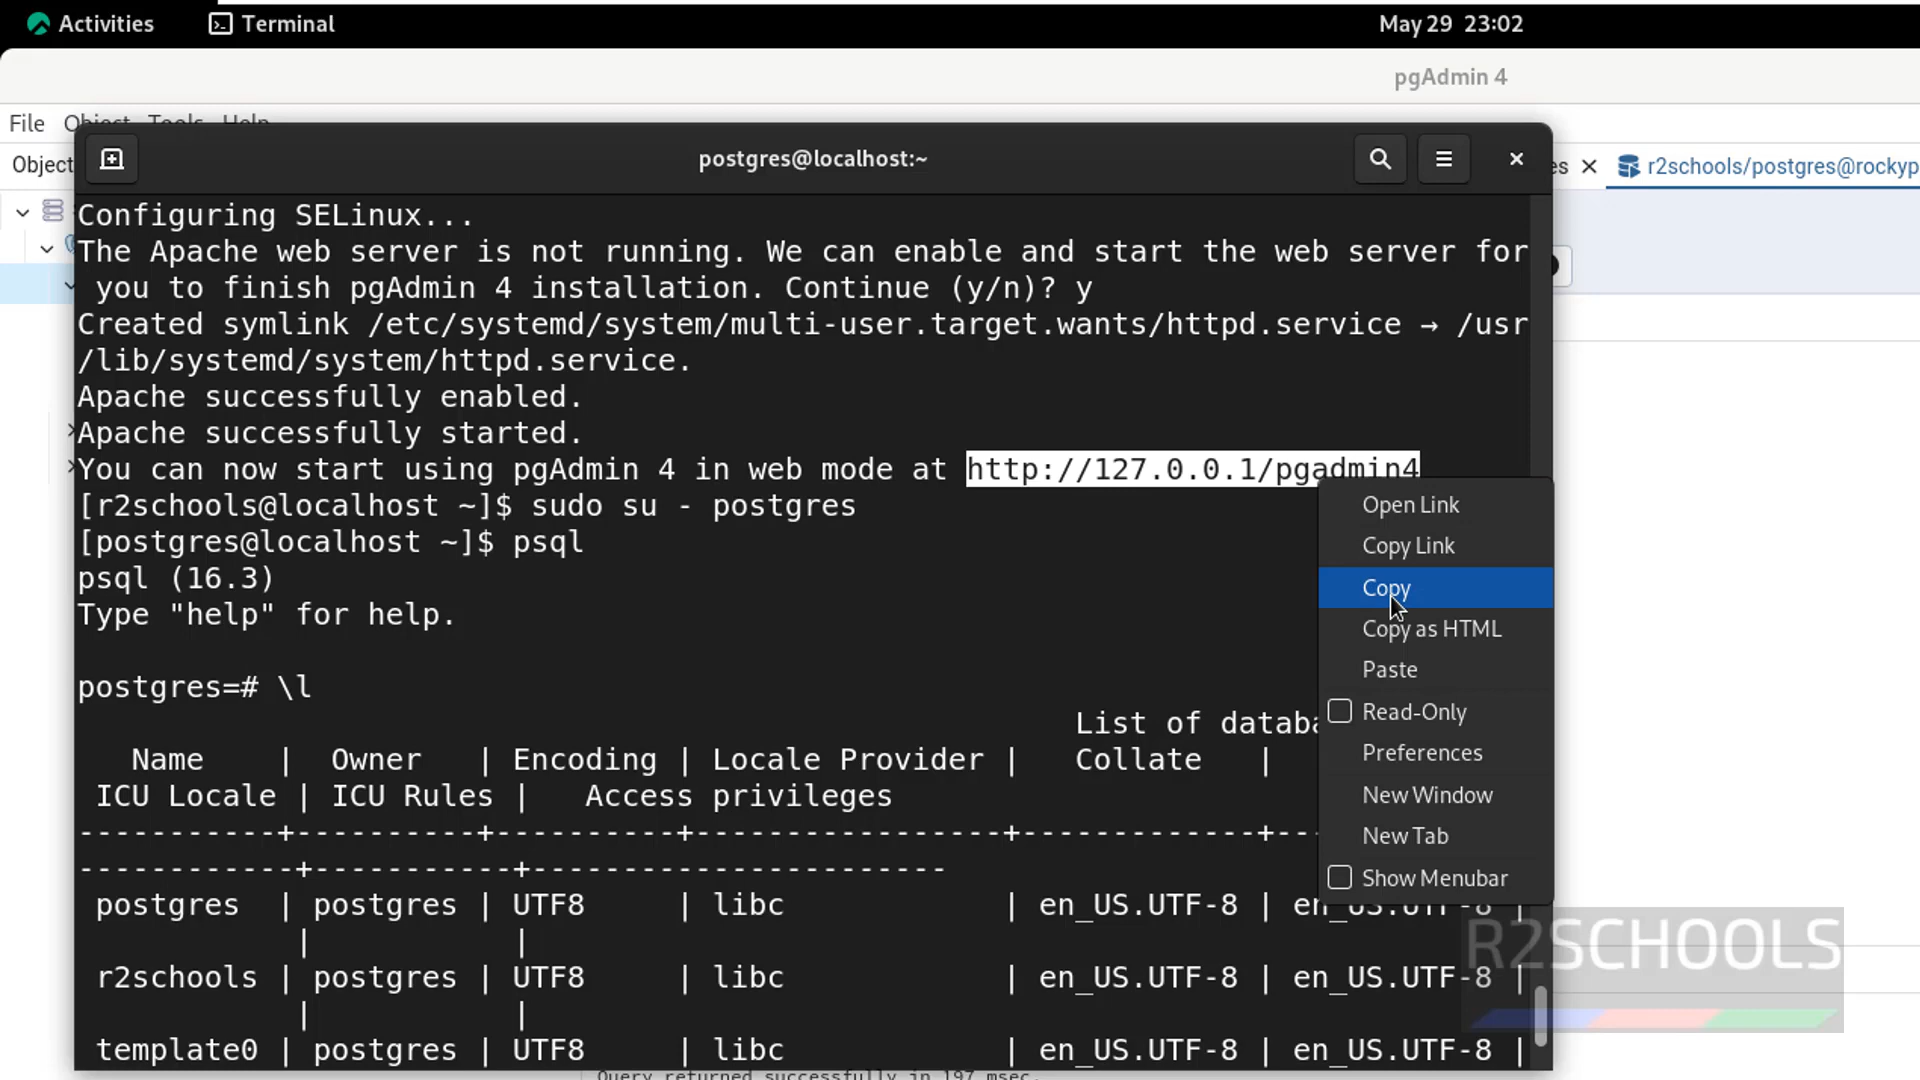 Activities
Terminal
May 29 23:02
pgAdmin 4
File Object Tools Help
Object
postgres@localhost:~
es
r2schools/postgres@rockyp
Configuring SELinux...
The Apache web server is not running. We can enable and start the web server for
you to finish pgAdmin 4 installation. Continue (y/n)? y
Created symlink /etc/systemd/system/multi-user.target.wants/httpd.service → /usr
/lib/systemd/system/httpd.service.
Apache successfully enabled.
Apache successfully started.
You can now start using pgAdmin 4 in web mode at http://127.0.0.1/pgadmin4
[r2schools@localhost ~]$ sudo su - postgres
[postgres@localhost ~]$ psql
psql (16.3)
Type "help" for help.
postgres=# \l
List of databa
Name | Owner | Encoding | Locale Provider | Collate |
ICU Locale | ICU Rules | Access privileges
-----------+----------+----------+-----------------+-------------+--
------------+-----------+-----------------------
postgres | postgres | UTF8 | libc | en_US.UTF-8 | en_US.UTF-8 |
| |
r2schools | postgres | UTF8 | libc | en_US.UTF-8 | en_US.UTF-8 |
| |
template0 | postgres | UTF8 | libc | en_US.UTF-8 | en_US.UTF-8 |
Open Link
Copy Link
Copy
Copy as HTML
Paste
Read-Only
Preferences
New Window
New Tab
Show Menubar
R2SCHOOLS
Query returned successfully in 197 msec.